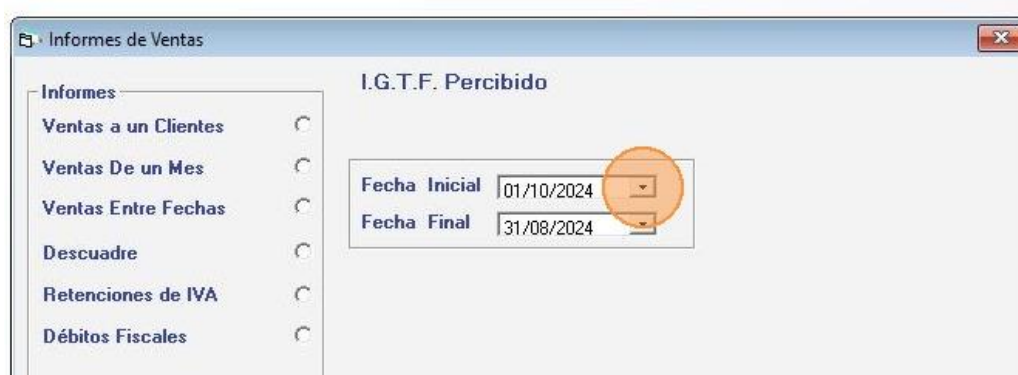 Informes de Ventas
I.G.T.F. Percibido
Informes
Ventas a un Clientes
Ventas De un Mes
Ventas Entre Fechas
Descuadre
Retenciones de IVA
Débitos Fiscales
Fecha Inicial 01/10/2024
Fecha Final 31/08/2024